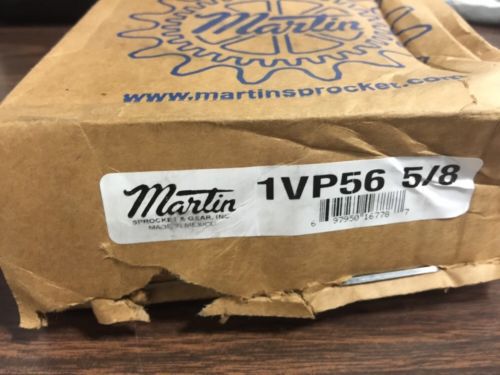 Martin
www.martinsprocket.com
Martin
SPROCKET & GEAR, INC.
MADE IN MEXICO
1VP56 5/8
6 97950 16778 7